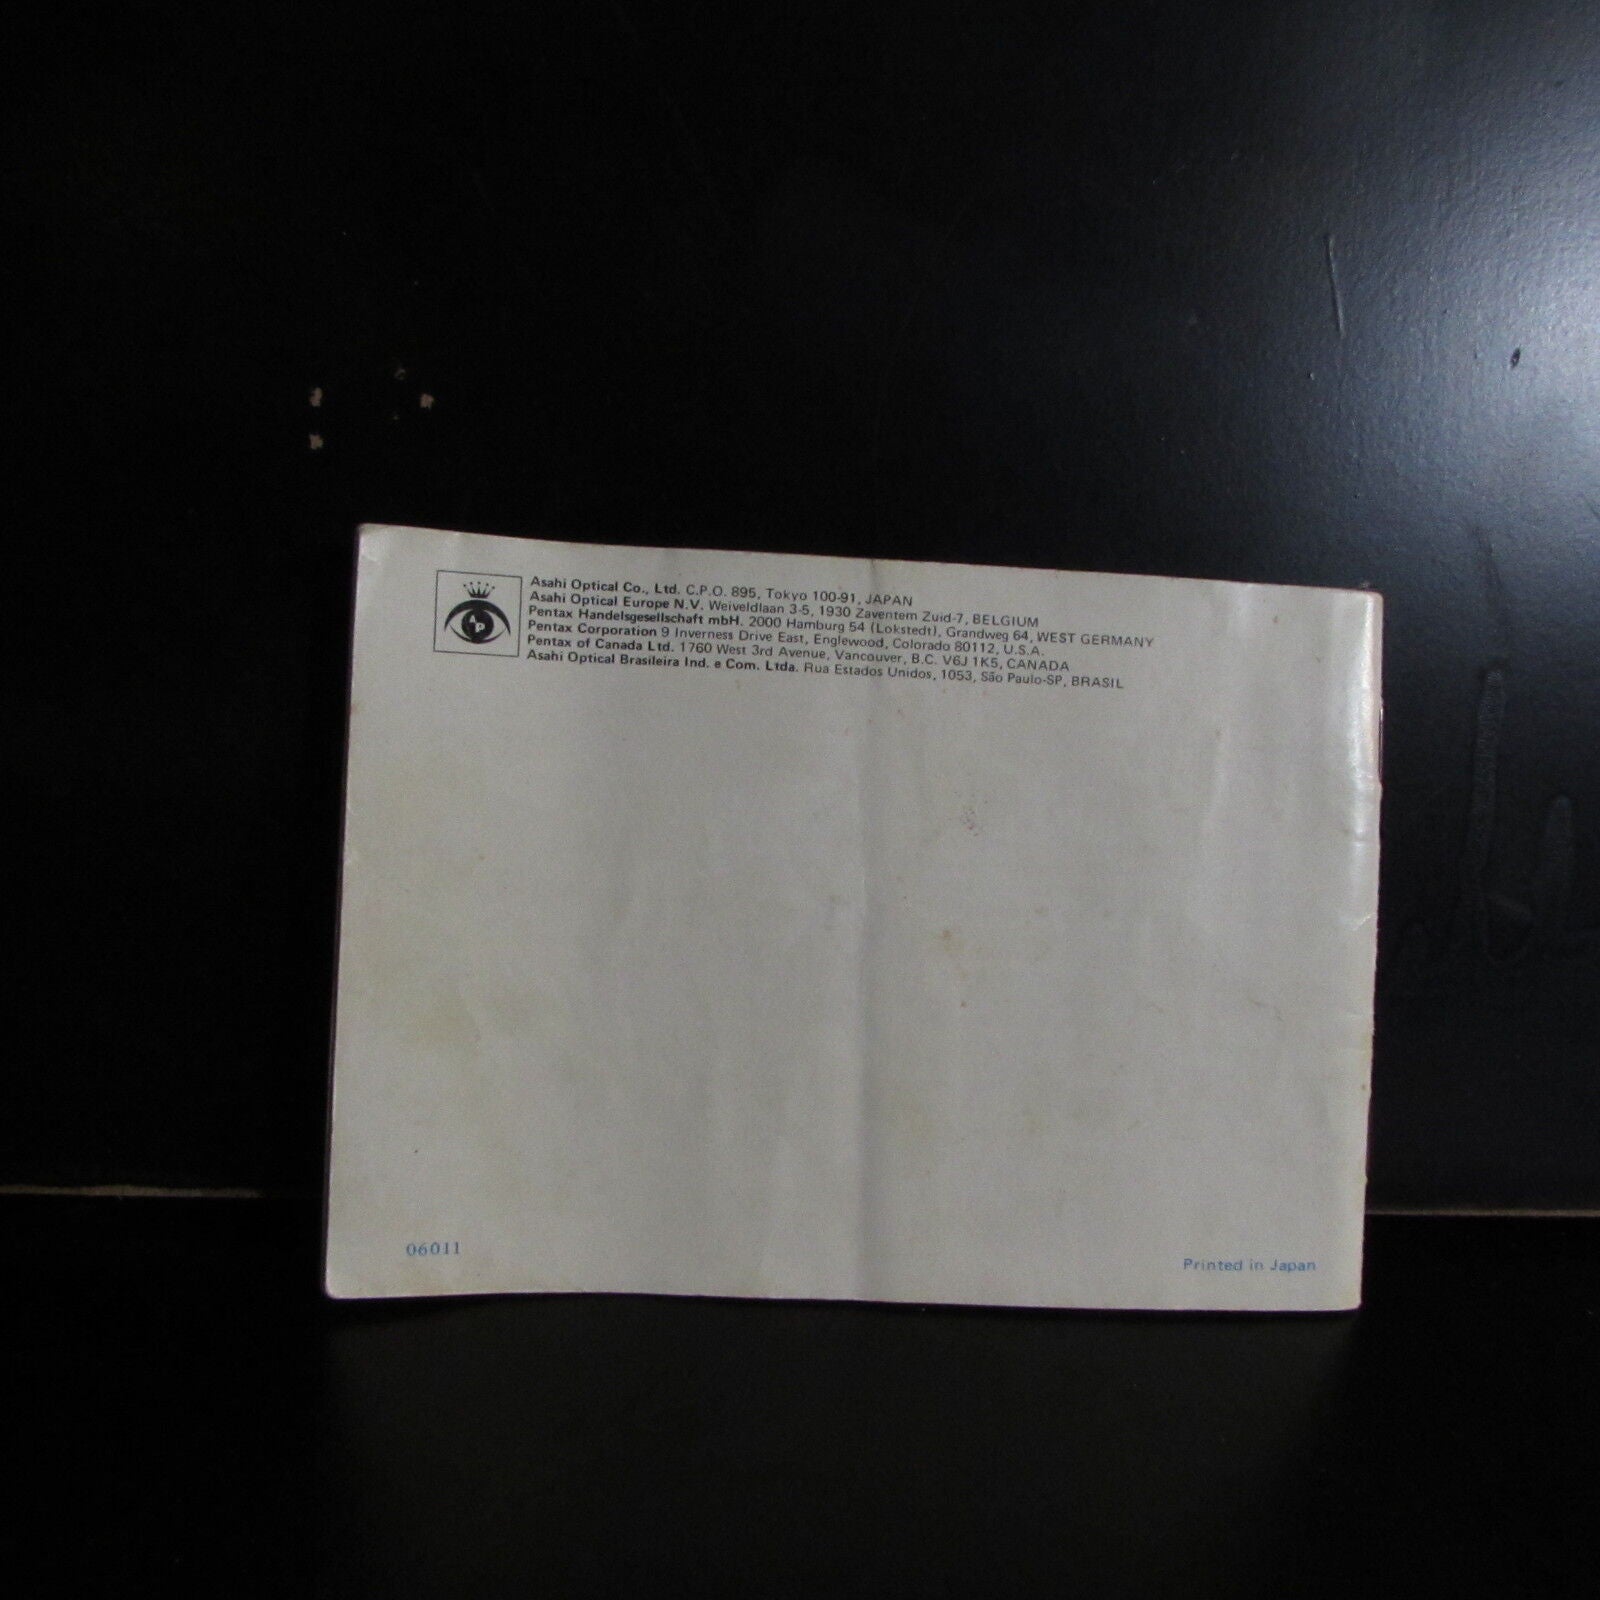 AP
Asahi Optical Co., Ltd. C.P.O. 895, Tokyo 100-91, JAPAN
Asahi Optical Europe N.V. Weiveldlaan 3-5, 1930 Zaventem Zuid-7, BELGIUM
Pentax Handelsgesellschaft mbH. 2000 Hamburg 54 (Lokstedt), Grandweg 64, WEST GERMANY
Pentax Corporation 9 Inverness Drive East, Englewood, Colorado 80112, U.S.A.
Pentax of Canada Ltd. 1760 West 3rd Avenue, Vancouver, B.C. V6J 1K5, CANADA
Asahi Optical Brasileira Ind. e Com. Ltda. Rua Estados Unidos, 1053, São Paulo-SP, BRASIL
06011
Printed in Japan